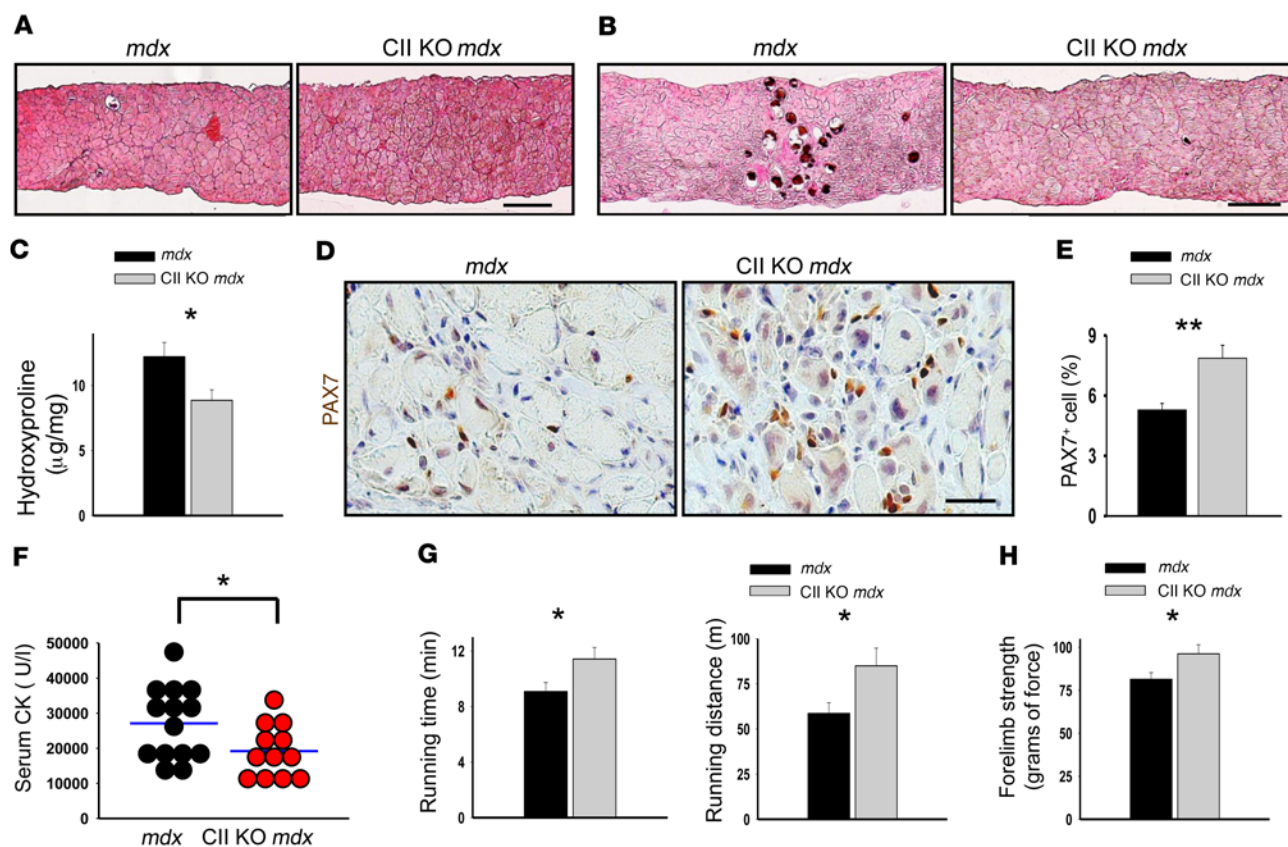 A
mdx
CII KO mdx
B
mdx
CII KO mdx
C
mdx
CII KO mdx
*
Hydroxyproline
(μg/mg)
10
5
0
D
mdx
CII KO mdx
PAX7
E
mdx
CII KO mdx
**
PAX7+ cell (%)
9
6
3
0
F
*
Serum CK ( U/l)
50000
40000
30000
20000
10000
0
mdx
CII KO mdx
G
*
Running time (min)
12
8
4
0
mdx
CII KO mdx
*
Running distance (m)
100
75
50
25
0
H
mdx
CII KO mdx
*
Forelimb strength
(grams of force)
100
75
50
25
0